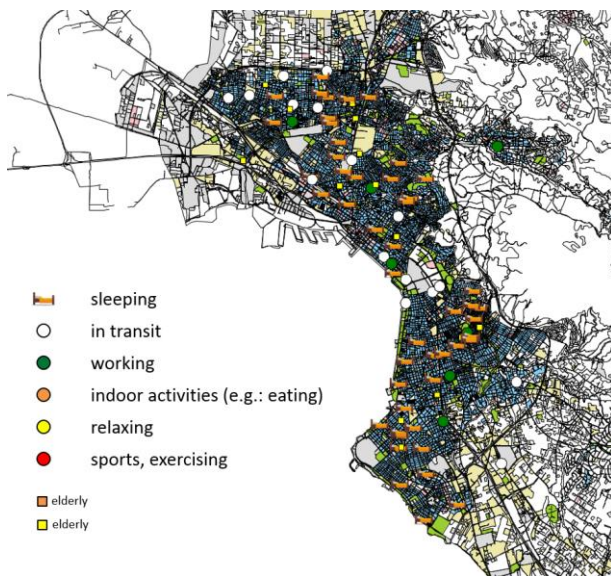 sleeping
in transit
working
indoor activities (e.g.: eating)
relaxing
sports, exercising
elderly
elderly